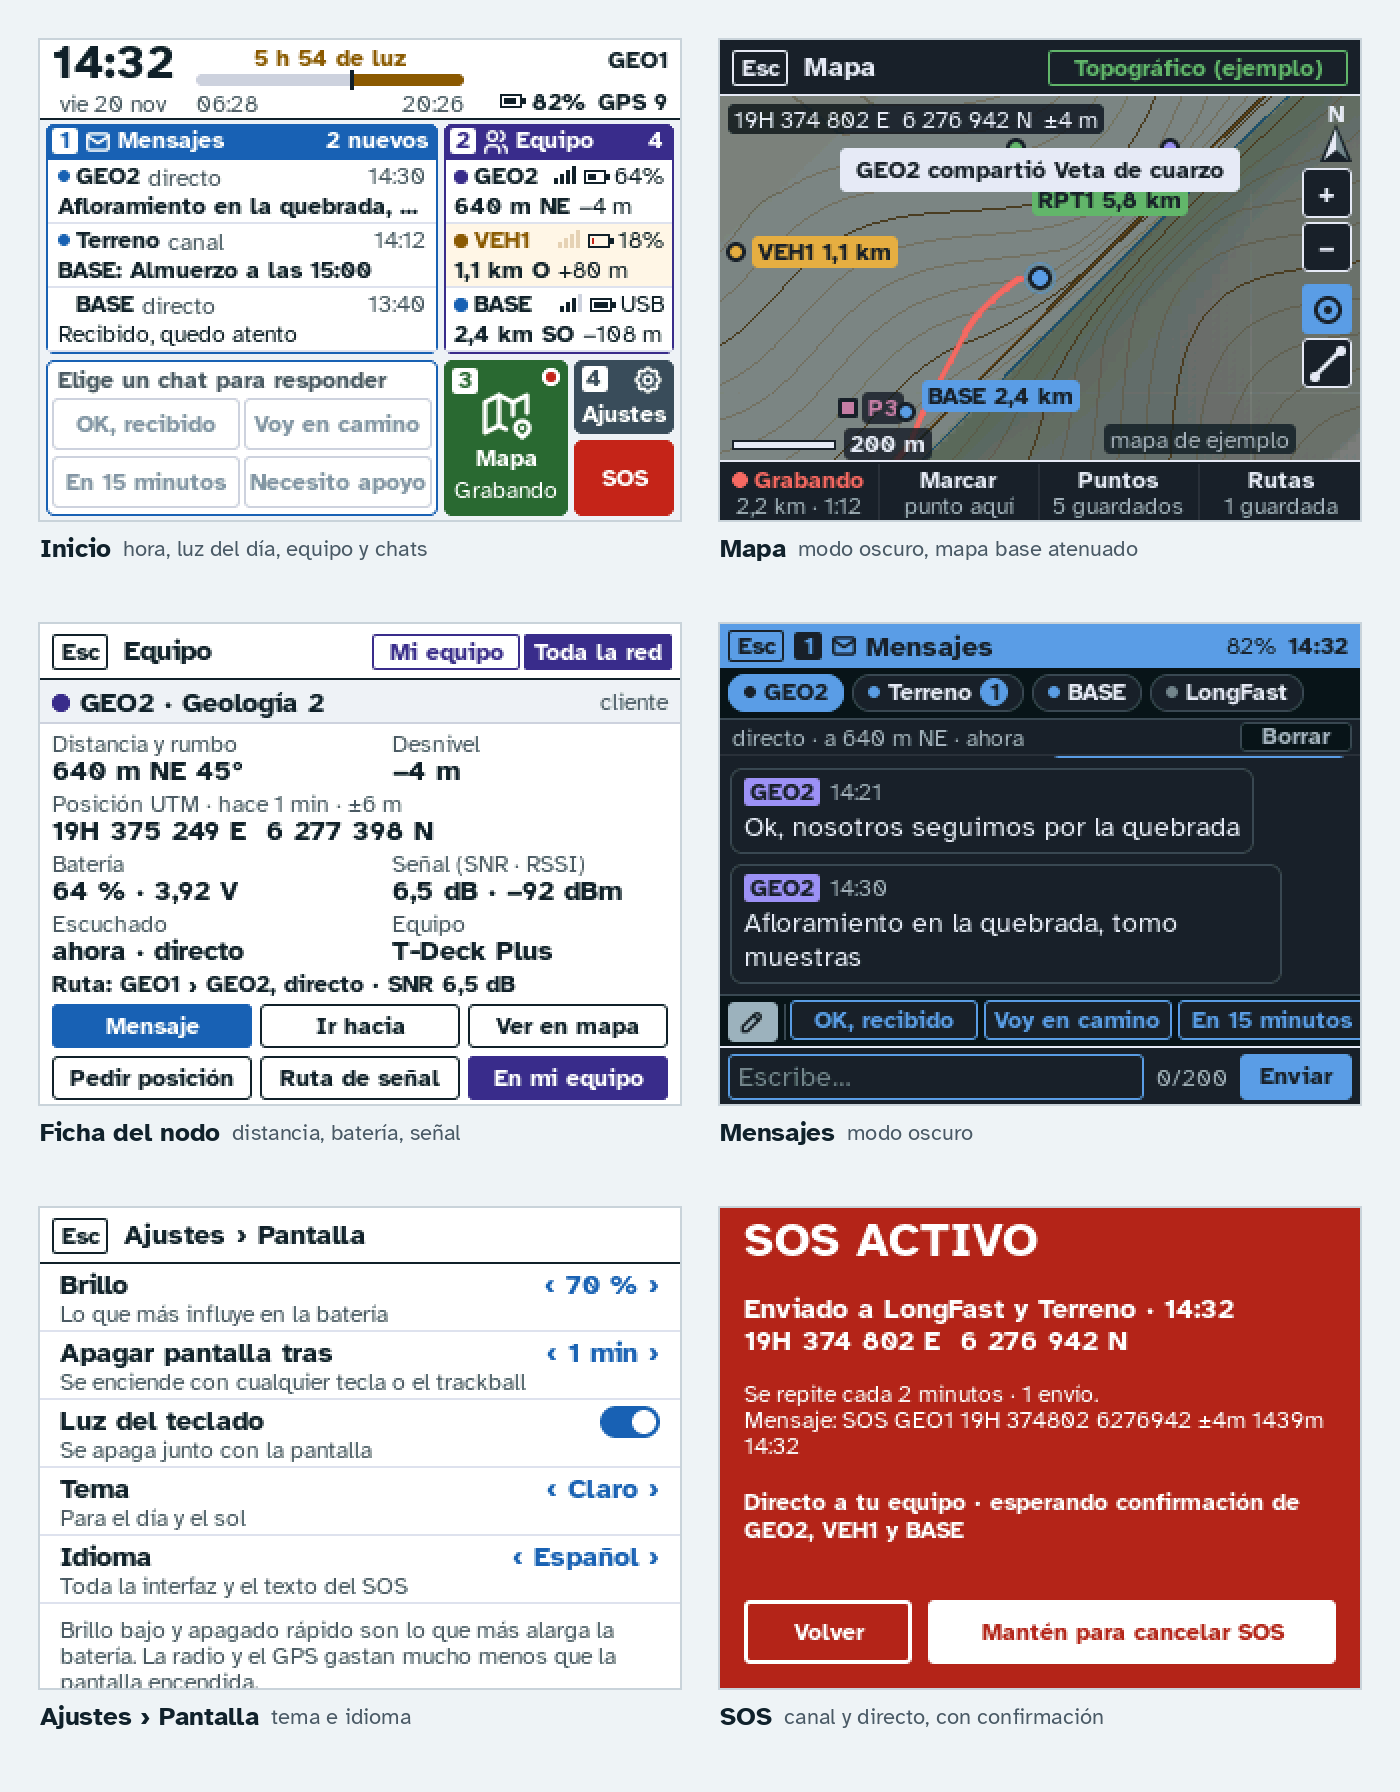 14:32
5 h 54 de luz
GEO1
vie 20 nov
06:28
20:26
82% GPS 9
1 Mensajes 2 nuevos
GEO2 directo 14:30
Afloramiento en la quebrada, ...
Terreno canal 14:12
BASE: Almuerzo a las 15:00
BASE directo 13:40
Recibido, quedo atento
2 Equipo 4
GEO2 64%
640 m NE −4 m
VEH1 18%
1,1 km O +80 m
BASE USB
2,4 km SO −108 m
Elige un chat para responder
OK, recibido
Voy en camino
En 15 minutos
Necesito apoyo
3
Mapa
Grabando
4
Ajustes
SOS
Inicio hora, luz del día, equipo y chats
Esc Mapa Topográfico (ejemplo)
19H 374 802 E 6 276 942 N ±4 m
N
GEO2 compartió Veta de cuarzo
RPT1 5,8 km
+
VEH1 1,1 km
−
BASE 2,4 km
P3
200 m
mapa de ejemplo
Grabando
2,2 km · 1:12
Marcar
punto aquí
Puntos
5 guardados
Rutas
1 guardada
Mapa modo oscuro, mapa base atenuado
Esc Equipo Mi equipo Toda la red
GEO2 · Geología 2 cliente
Distancia y rumbo
640 m NE 45°
Desnivel
−4 m
Posición UTM · hace 1 min · ±6 m
19H 375 249 E 6 277 398 N
Batería
64 % · 3,92 V
Señal (SNR · RSSI)
6,5 dB · −92 dBm
Escuchado
ahora · directo
Equipo
T-Deck Plus
Ruta: GEO1 › GEO2, directo · SNR 6,5 dB
Mensaje
Ir hacia
Ver en mapa
Pedir posición
Ruta de señal
En mi equipo
Ficha del nodo distancia, batería, señal
Esc 1 Mensajes 82% 14:32
GEO2
Terreno 1
BASE
LongFast
directo · a 640 m NE · ahora
Borrar
GEO2 14:21
Ok, nosotros seguimos por la quebrada
GEO2 14:30
Afloramiento en la quebrada, tomo
muestras
OK, recibido
Voy en camino
En 15 minutos
Escribe...
0/200
Enviar
Mensajes modo oscuro
Esc Ajustes › Pantalla
Brillo ‹ 70 % ›
Lo que más influye en la batería
Apagar pantalla tras ‹ 1 min ›
Se enciende con cualquier tecla o el trackball
Luz del teclado
Se apaga junto con la pantalla
Tema ‹ Claro ›
Para el día y el sol
Idioma ‹ Español ›
Toda la interfaz y el texto del SOS
Brillo bajo y apagado rápido son lo que más alarga la
batería. La radio y el GPS gastan mucho menos que la
pantalla encendida.
Ajustes › Pantalla tema e idioma
SOS ACTIVO
Enviado a LongFast y Terreno · 14:32
19H 374 802 E 6 276 942 N
Se repite cada 2 minutos · 1 envío.
Mensaje: SOS GEO1 19H 374802 6276942 ±4m 1439m
14:32
Directo a tu equipo · esperando confirmación de
GEO2, VEH1 y BASE
Volver
Mantén para cancelar SOS
SOS canal y directo, con confirmación